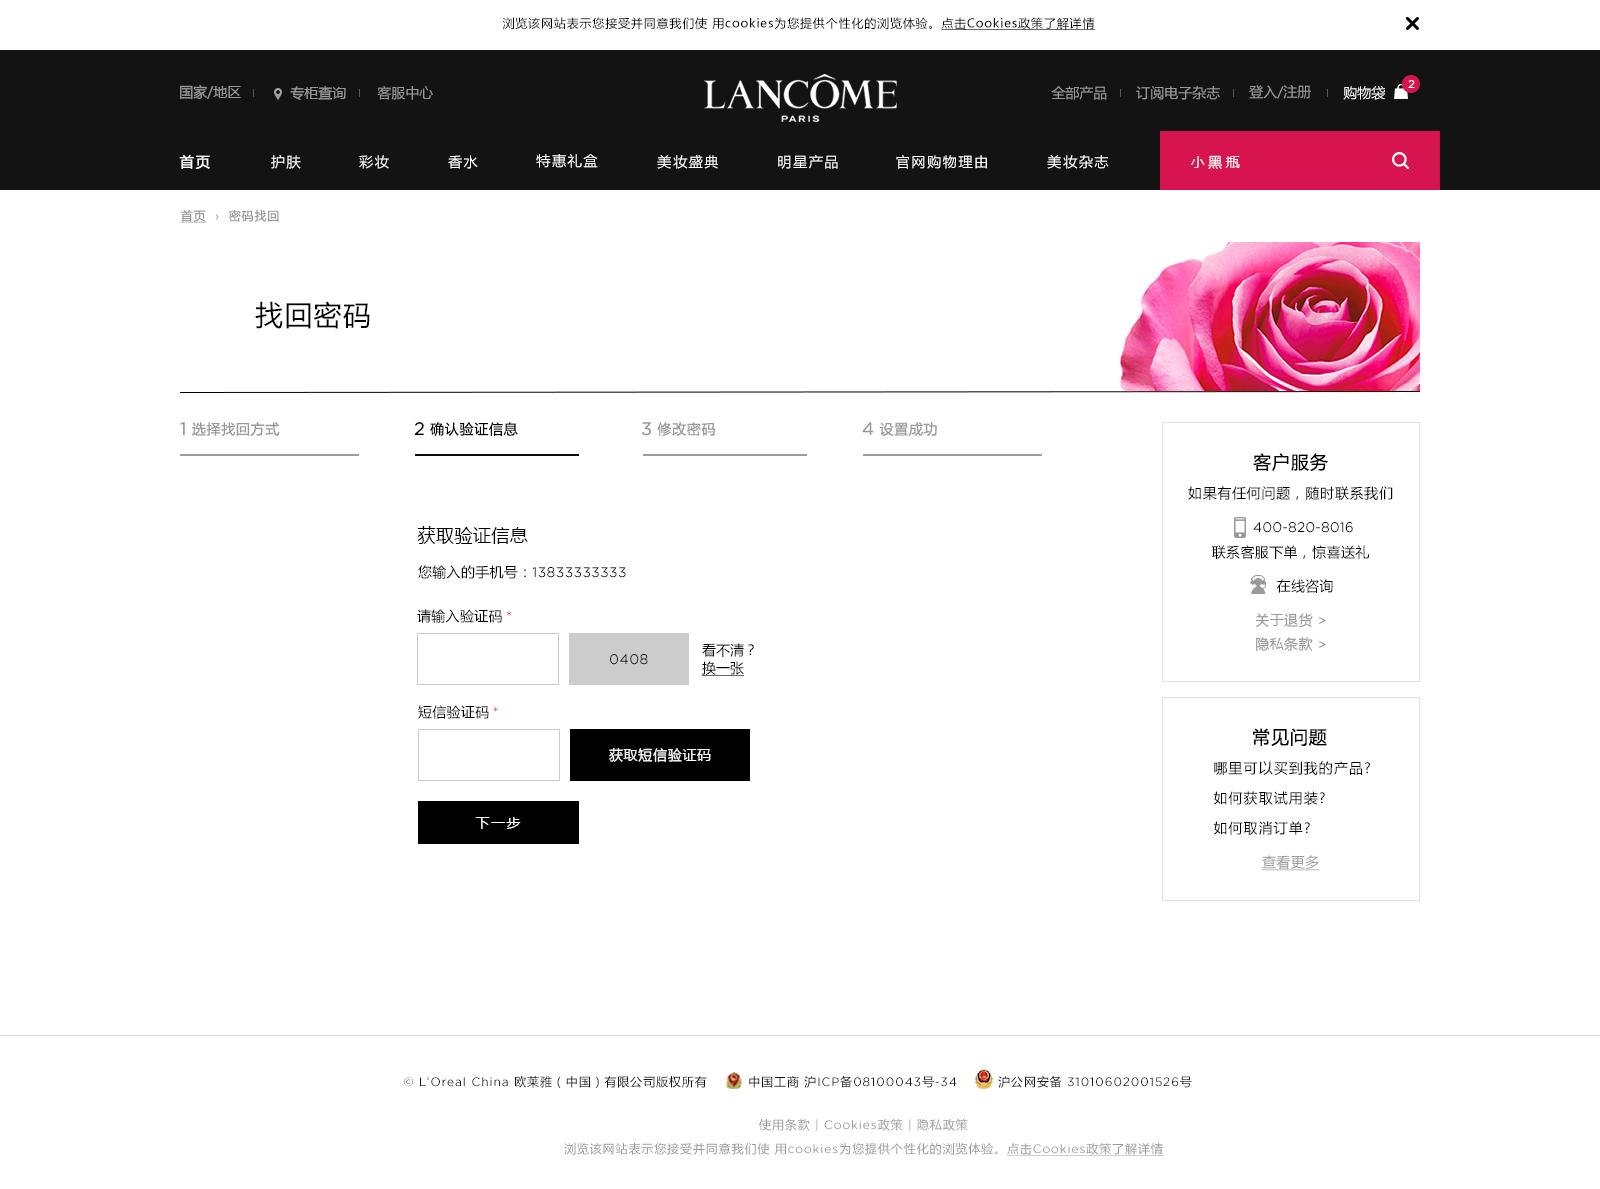 浏览该网站表示您接受并同意我们使 用cookies为您提供个性化的浏览体验。点击Cookies政策了解详情
国家/地区 专柜查询 客服中心
LANCÔME
PARIS
全部产品 订阅电子杂志 登入/注册 购物袋 2
首页 护肤 彩妆 香水 特惠礼盒 美妆盛典 明星产品 官网购物理由 美妆杂志 小黑瓶
首页 › 密码找回
找回密码
1 选择找回方式 2 确认验证信息 3 修改密码 4 设置成功
获取验证信息
您输入的手机号：13833333333
请输入验证码 *
0408
看不清？
换一张
短信验证码 *
获取短信验证码
下一步
客户服务
如果有任何问题，随时联系我们
400-820-8016
联系客服下单，惊喜送礼
在线咨询
关于退货 >
隐私条款 >
常见问题
哪里可以买到我的产品?
如何获取试用装?
如何取消订单?
查看更多
© L'Oreal China 欧莱雅（中国）有限公司版权所有 中国工商 沪ICP备08100043号-34 沪公网安备 31010602001526号
使用条款 | Cookies政策 | 隐私政策
浏览该网站表示您接受并同意我们使 用cookies为您提供个性化的浏览体验。点击Cookies政策了解详情